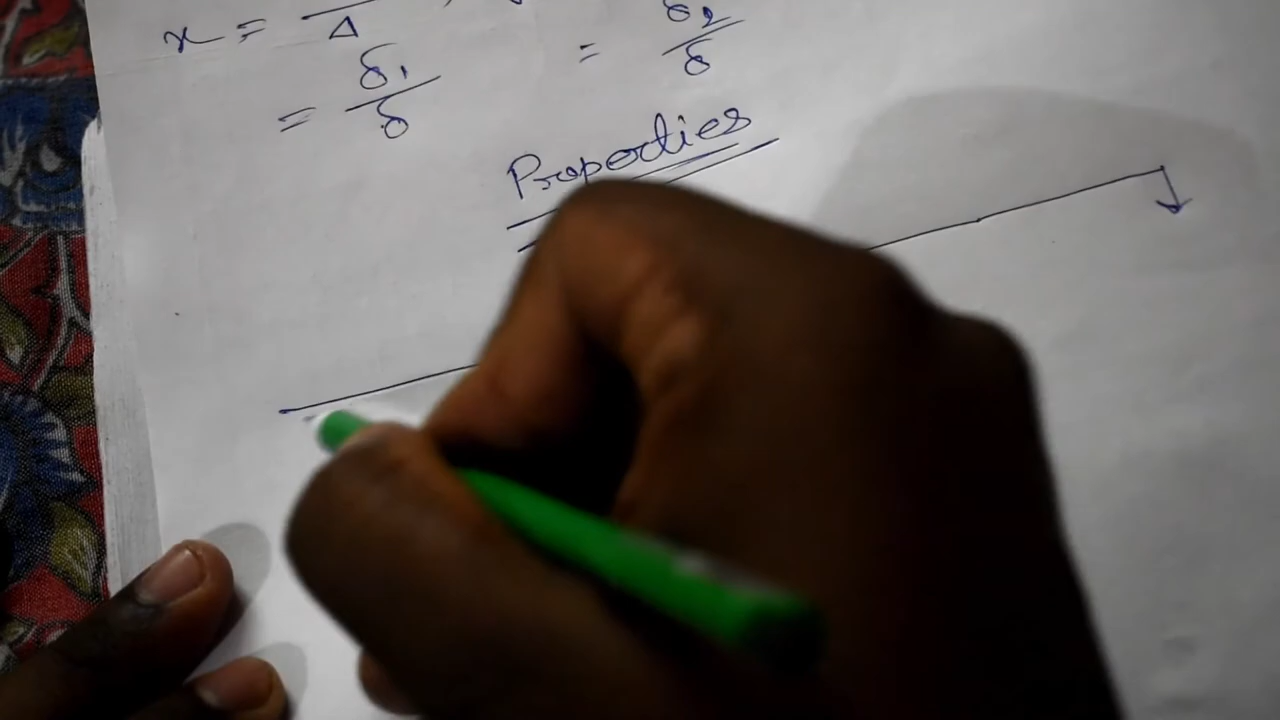 x = — / Δ
= δ₁/δ = δ₂/δ
Properties